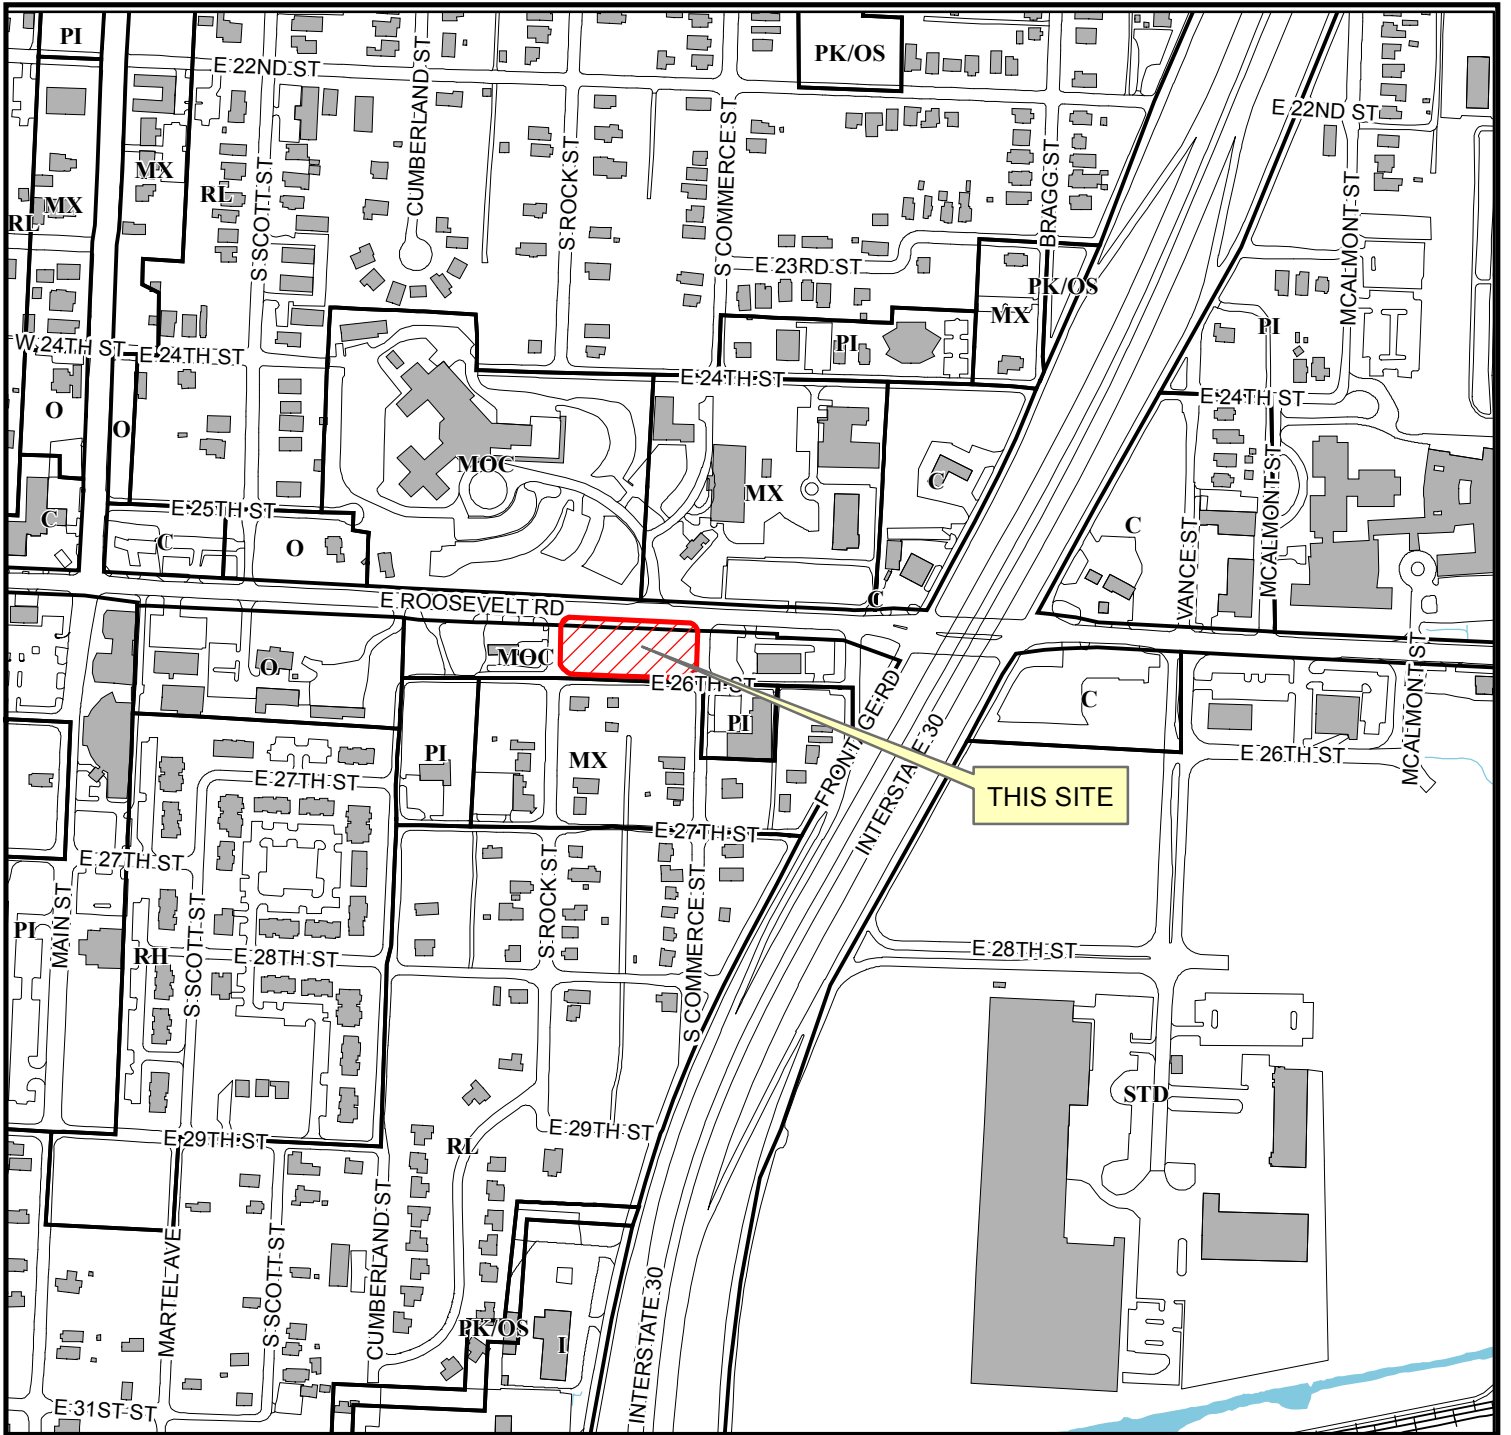 PI
E 22ND ST
CUMBERLAND ST
PK/OS
E 22ND ST
MX
MX
RL
RL
S SCOTT ST
S ROCK ST
S COMMERCE ST
BRAGG ST
MCALMONT ST
E 23RD ST
PK/OS
MX
PI
PI
W 24TH ST
E 24TH ST
E 24TH ST
E 24TH ST
O
O
MOC
MX
C
C
MCALMONT ST
VANCE ST
E 25TH ST
C
C
O
C
E ROOSEVELT RD
MOC
O
E 26TH ST
PI
C
E 26TH ST
MCALMONT ST
PI
MX
FRONTAGE RD
INTERSTATE 30
THIS SITE
E 27TH ST
E 27TH ST
E 27TH ST
MAIN ST
S SCOTT ST
S ROCK ST
S COMMERCE ST
PI
RH
E 28TH ST
E 28TH ST
STD
E 29TH ST
E 29TH ST
RL
MARTEL AVE
S SCOTT ST
CUMBERLAND ST
PK/OS
I
INTERSTATE 30
E 31ST ST